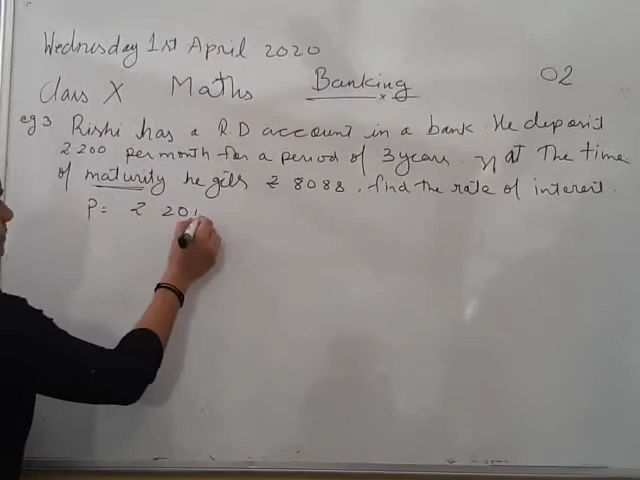 Wednesday 1st April 2020
Class X Maths Banking 02
eg 3 Rishi has a R.D account in a bank. He deposit
₹ 200 per month for a period of 3 years. If at The time
of maturity he gets ₹ 8088, find the rate of interest.
P = ₹ 20